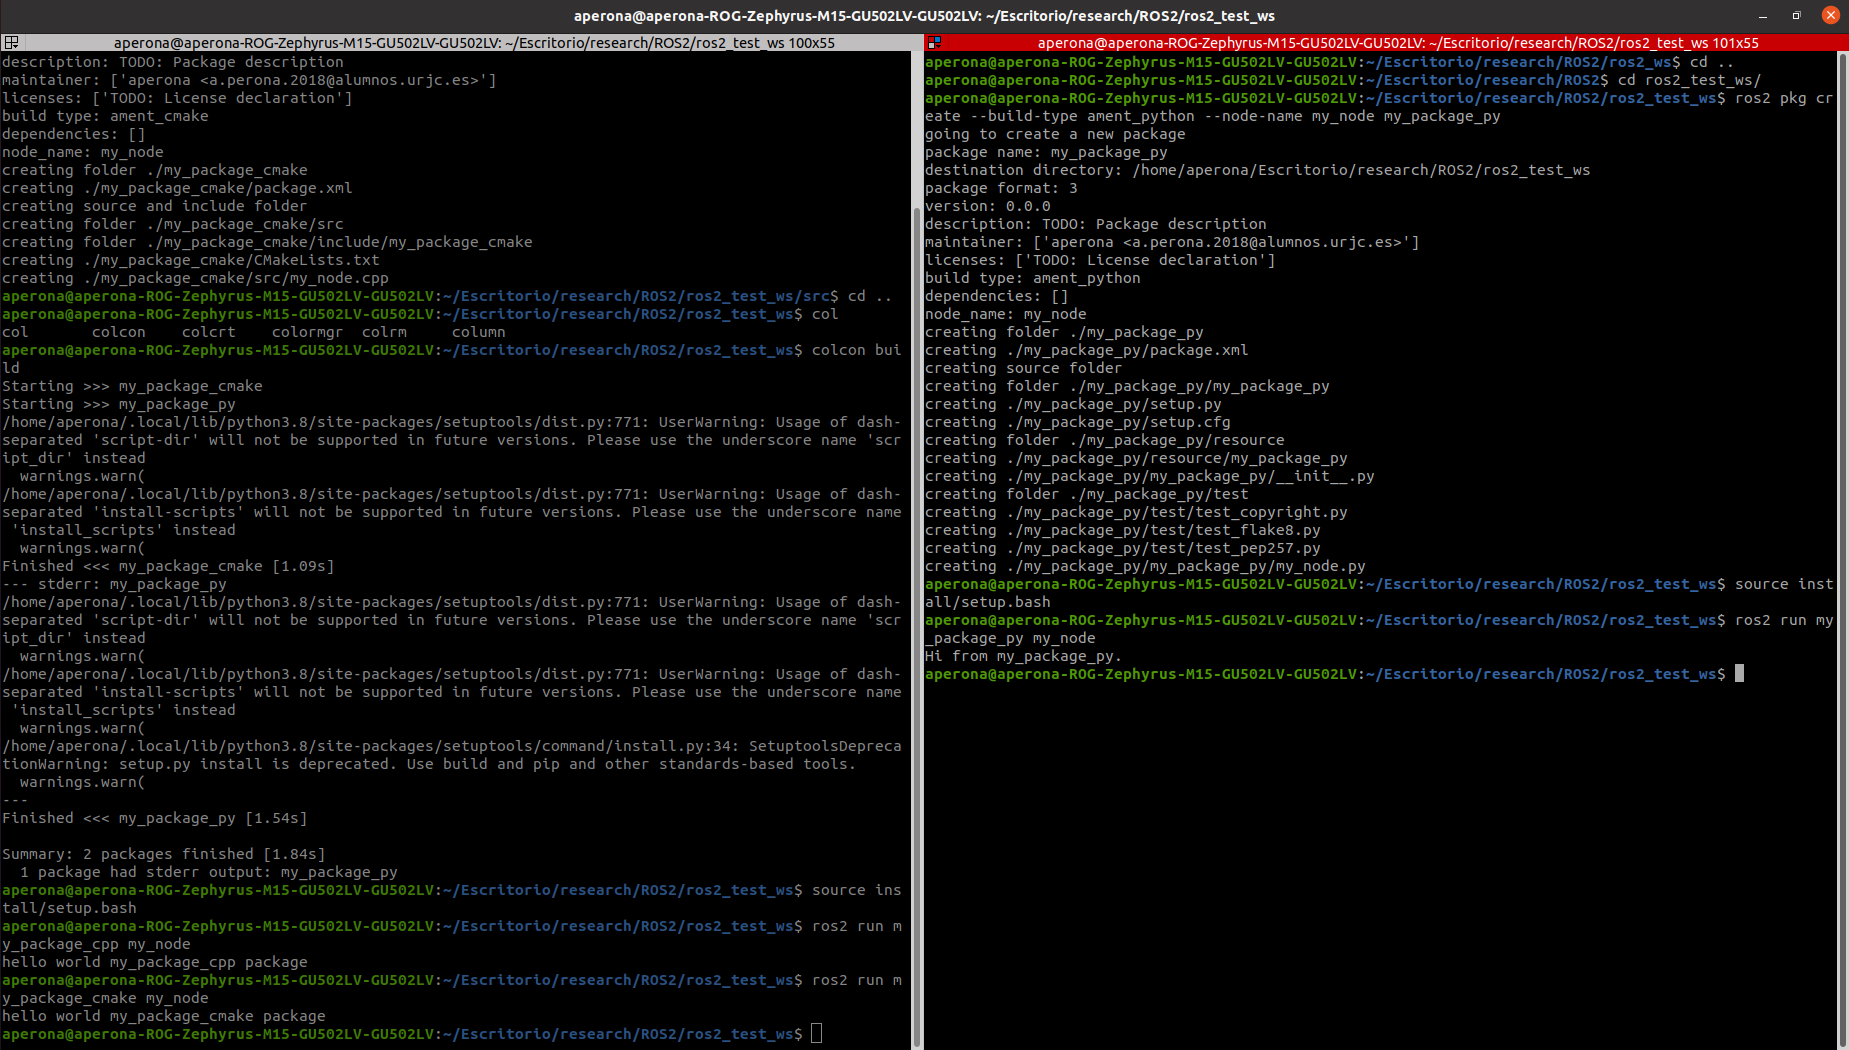 aperona@aperona-ROG-Zephyrus-M15-GU502LV-GU502LV: ~/Escritorio/research/ROS2/ros2_test_ws
aperona@aperona-ROG-Zephyrus-M15-GU502LV-GU502LV: ~/Escritorio/research/ROS2/ros2_test_ws 100x55
description: TODO: Package description
maintainer: ['aperona <a.perona.2018@alumnos.urjc.es>']
licenses: ['TODO: License declaration']
build type: ament_cmake
dependencies: []
node_name: my_node
creating folder ./my_package_cmake
creating ./my_package_cmake/package.xml
creating source and include folder
creating folder ./my_package_cmake/src
creating folder ./my_package_cmake/include/my_package_cmake
creating ./my_package_cmake/CMakeLists.txt
creating ./my_package_cmake/src/my_node.cpp
aperona@aperona-ROG-Zephyrus-M15-GU502LV-GU502LV:~/Escritorio/research/ROS2/ros2_test_ws/src$ cd ..
aperona@aperona-ROG-Zephyrus-M15-GU502LV-GU502LV:~/Escritorio/research/ROS2/ros2_test_ws$ col
col       colcon    colcrt    colormgr  colrm     column
aperona@aperona-ROG-Zephyrus-M15-GU502LV-GU502LV:~/Escritorio/research/ROS2/ros2_test_ws$ colcon bui
ld
Starting >>> my_package_cmake
Starting >>> my_package_py
/home/aperona/.local/lib/python3.8/site-packages/setuptools/dist.py:771: UserWarning: Usage of dash-
separated 'script-dir' will not be supported in future versions. Please use the underscore name 'scr
ipt_dir' instead
  warnings.warn(
/home/aperona/.local/lib/python3.8/site-packages/setuptools/dist.py:771: UserWarning: Usage of dash-
separated 'install-scripts' will not be supported in future versions. Please use the underscore name
 'install_scripts' instead
  warnings.warn(
Finished <<< my_package_cmake [1.09s]
--- stderr: my_package_py
/home/aperona/.local/lib/python3.8/site-packages/setuptools/dist.py:771: UserWarning: Usage of dash-
separated 'script-dir' will not be supported in future versions. Please use the underscore name 'scr
ipt_dir' instead
  warnings.warn(
/home/aperona/.local/lib/python3.8/site-packages/setuptools/dist.py:771: UserWarning: Usage of dash-
separated 'install-scripts' will not be supported in future versions. Please use the underscore name
 'install_scripts' instead
  warnings.warn(
/home/aperona/.local/lib/python3.8/site-packages/setuptools/command/install.py:34: SetuptoolsDepreca
tionWarning: setup.py install is deprecated. Use build and pip and other standards-based tools.
  warnings.warn(
---
Finished <<< my_package_py [1.54s]
Summary: 2 packages finished [1.84s]
  1 package had stderr output: my_package_py
aperona@aperona-ROG-Zephyrus-M15-GU502LV-GU502LV:~/Escritorio/research/ROS2/ros2_test_ws$ source ins
tall/setup.bash
aperona@aperona-ROG-Zephyrus-M15-GU502LV-GU502LV:~/Escritorio/research/ROS2/ros2_test_ws$ ros2 run m
y_package_cpp my_node
hello world my_package_cpp package
aperona@aperona-ROG-Zephyrus-M15-GU502LV-GU502LV:~/Escritorio/research/ROS2/ros2_test_ws$ ros2 run m
y_package_cmake my_node
hello world my_package_cmake package
aperona@aperona-ROG-Zephyrus-M15-GU502LV-GU502LV:~/Escritorio/research/ROS2/ros2_test_ws$
aperona@aperona-ROG-Zephyrus-M15-GU502LV-GU502LV: ~/Escritorio/research/ROS2/ros2_test_ws 101x55
aperona@aperona-ROG-Zephyrus-M15-GU502LV-GU502LV:~/Escritorio/research/ROS2/ros2_ws$ cd ..
aperona@aperona-ROG-Zephyrus-M15-GU502LV-GU502LV:~/Escritorio/research/ROS2$ cd ros2_test_ws/
aperona@aperona-ROG-Zephyrus-M15-GU502LV-GU502LV:~/Escritorio/research/ROS2/ros2_test_ws$ ros2 pkg cr
eate --build-type ament_python --node-name my_node my_package_py
going to create a new package
package name: my_package_py
destination directory: /home/aperona/Escritorio/research/ROS2/ros2_test_ws
package format: 3
version: 0.0.0
description: TODO: Package description
maintainer: ['aperona <a.perona.2018@alumnos.urjc.es>']
licenses: ['TODO: License declaration']
build type: ament_python
dependencies: []
node_name: my_node
creating folder ./my_package_py
creating ./my_package_py/package.xml
creating source folder
creating folder ./my_package_py/my_package_py
creating ./my_package_py/setup.py
creating ./my_package_py/setup.cfg
creating folder ./my_package_py/resource
creating ./my_package_py/resource/my_package_py
creating ./my_package_py/my_package_py/__init__.py
creating folder ./my_package_py/test
creating ./my_package_py/test/test_copyright.py
creating ./my_package_py/test/test_flake8.py
creating ./my_package_py/test/test_pep257.py
creating ./my_package_py/my_package_py/my_node.py
aperona@aperona-ROG-Zephyrus-M15-GU502LV-GU502LV:~/Escritorio/research/ROS2/ros2_test_ws$ source inst
all/setup.bash
aperona@aperona-ROG-Zephyrus-M15-GU502LV-GU502LV:~/Escritorio/research/ROS2/ros2_test_ws$ ros2 run my
_package_py my_node
Hi from my_package_py.
aperona@aperona-ROG-Zephyrus-M15-GU502LV-GU502LV:~/Escritorio/research/ROS2/ros2_test_ws$